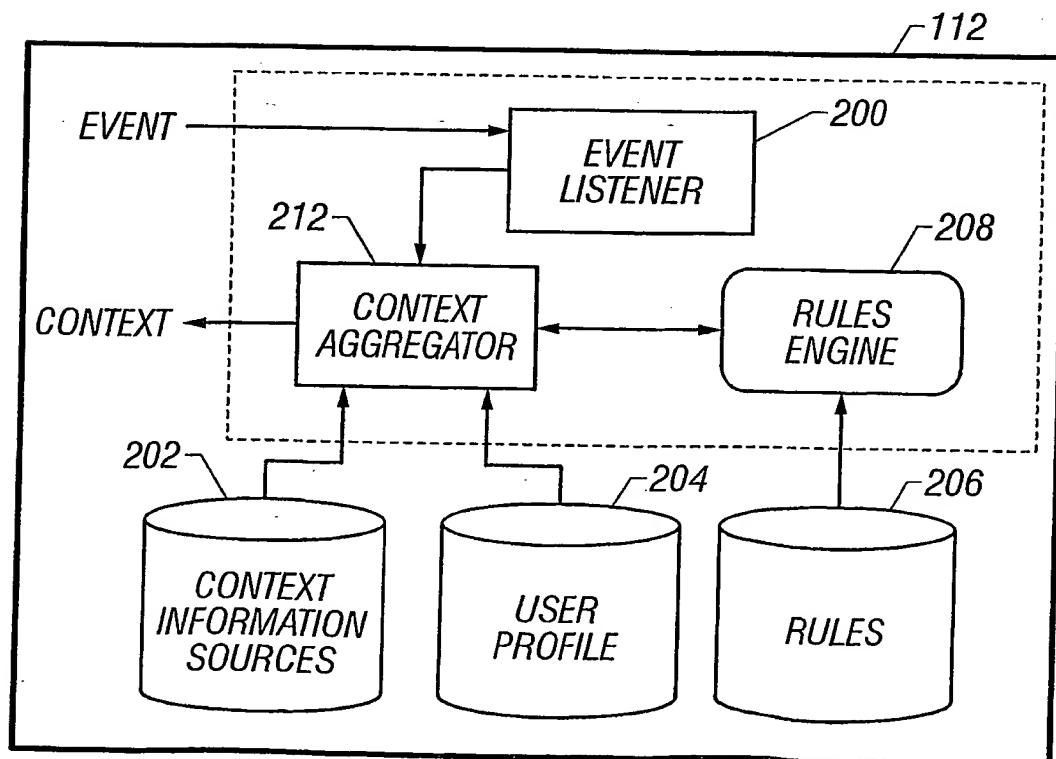 112
EVENT
200
EVENT
LISTENER
212
208
CONTEXT
CONTEXT
AGGREGATOR
RULES
ENGINE
202
204
206
CONTEXT
INFORMATION
SOURCES
USER
PROFILE
RULES